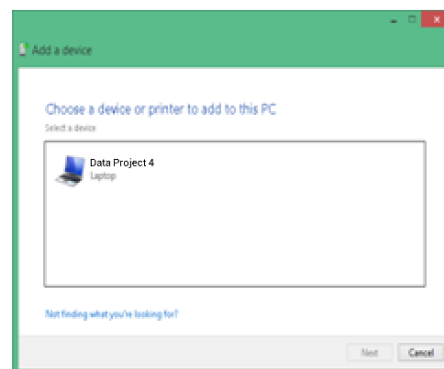 Add a device
Choose a device or printer to add to this PC
Select a device
Data Project 4
Laptop
Not finding what you're looking for?
Next Cancel